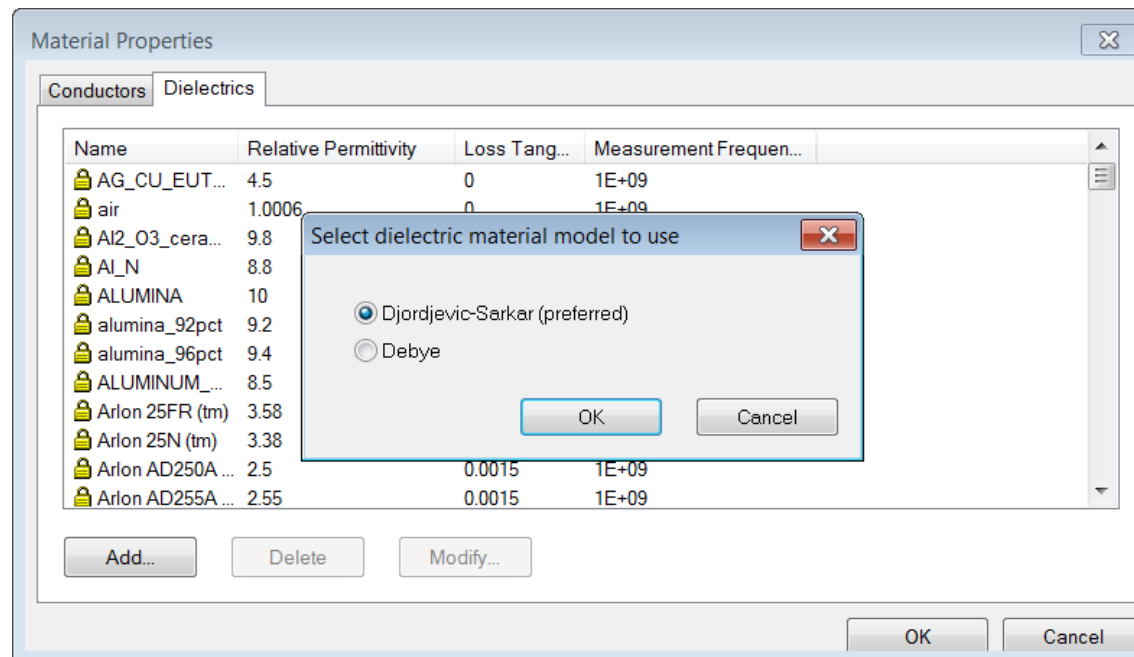 Material Properties
Conductors Dielectrics
Name Relative Permittivity Loss Tang... Measurement Frequen...
AG_CU_EUT... 4.5 0 1E+09
air 1.0006 0 1E+09
Al2_O3_cera... 9.8
Al_N 8.8
ALUMINA 10
alumina_92pct 9.2
alumina_96pct 9.4
ALUMINUM_... 8.5
Arlon 25FR (tm) 3.58
Arlon 25N (tm) 3.38
Arlon AD250A ... 2.5 0.0015 1E+09
Arlon AD255A ... 2.55 0.0015 1E+09
Select dielectric material model to use
Djordjevic-Sarkar (preferred)
Debye
OK Cancel
Add... Delete Modify...
OK Cancel